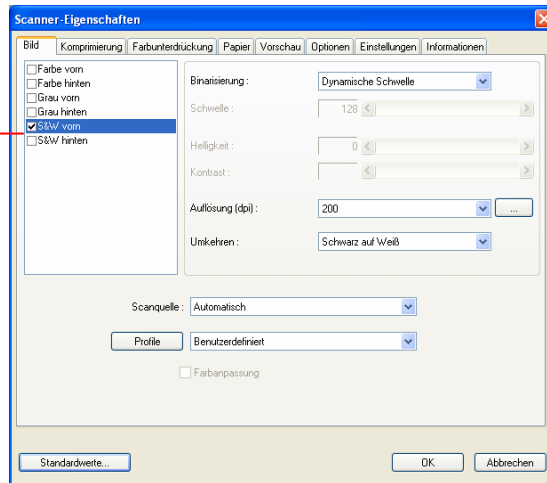 Scanner-Eigenschaften
Bild Komprimierung Farbunterdrückung Papier Vorschau Optionen Einstellungen Informationen
Farbe vorn
Farbe hinten
Grau vorn
Grau hinten
S&W vorn
S&W hinten
Binarisierung : Dynamische Schwelle
Schwelle : 128
Helligkeit : 0
Kontrast :
Auflösung (dpi) : 200 ...
Umkehren : Schwarz auf Weiß
Scanquelle : Automatisch
Profile Benutzerdefiniert
Farbanpassung
Standardwerte... OK Abbrechen